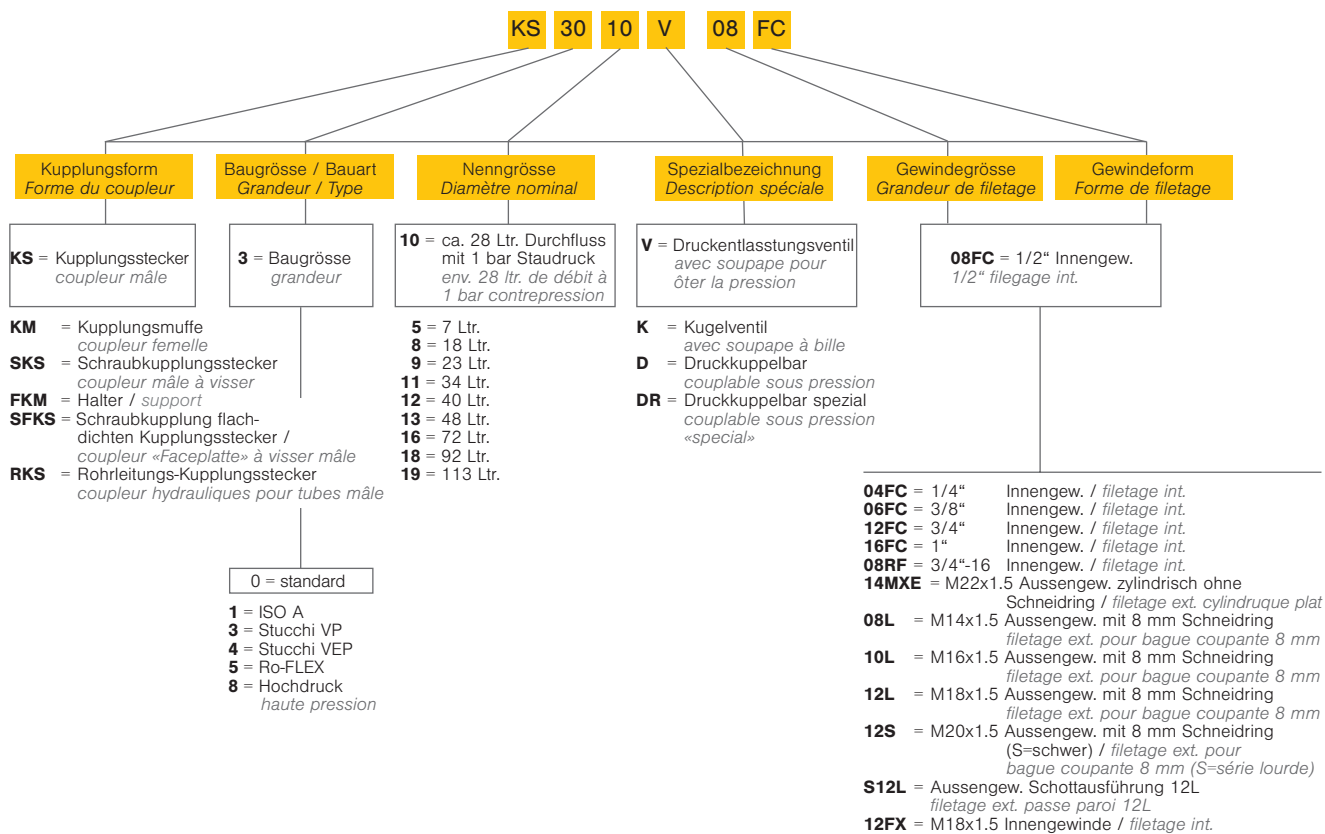 KS 30 10 V 08 FC
Kupplungsform
Forme du coupleur
Baugrösse / Bauart
Grandeur / Type
Nenngrösse
Diamètre nominal
Spezialbezeichnung
Description spéciale
Gewindegrösse
Grandeur de filetage
Gewindeform
Forme de filetage
KS = Kupplungsstecker
coupleur mâle
KM = Kupplungsmuffe
coupleur femelle
SKS = Schraubkupplungsstecker
coupleur mâle à visser
FKM = Halter / support
SFKS = Schraubkupplung flach-
dichten Kupplungsstecker /
coupleur «Faceplatte» à visser mâle
RKS = Rohrleitungs-Kupplungsstecker
coupleur hydrauliques pour tubes mâle
3 = Baugrösse
grandeur
0 = standard
1 = ISO A
3 = Stucchi VP
4 = Stucchi VEP
5 = Ro-FLEX
8 = Hochdruck
haute pression
10 = ca. 28 Ltr. Durchfluss
mit 1 bar Staudruck
env. 28 ltr. de débit à
1 bar contrepression
5 = 7 Ltr.
8 = 18 Ltr.
9 = 23 Ltr.
11 = 34 Ltr.
12 = 40 Ltr.
13 = 48 Ltr.
16 = 72 Ltr.
18 = 92 Ltr.
19 = 113 Ltr.
V = Druckentlasstungsventil
avec soupape pour
ôter la pression
K = Kugelventil
avec soupape à bille
D = Druckkuppelbar
couplable sous pression
DR = Druckkuppelbar spezial
couplable sous pression
«special»
08FC = 1/2“ Innengew.
1/2“ filegage int.
04FC = 1/4“ Innengew. / filetage int.
06FC = 3/8“ Innengew. / filetage int.
12FC = 3/4“ Innengew. / filetage int.
16FC = 1“ Innengew. / filetage int.
08RF = 3/4“-16 Innengew. / filetage int.
14MXE = M22x1.5 Aussengew. zylindrisch ohne
Schneidring / filetage ext. cylindruque plat
08L = M14x1.5 Aussengew. mit 8 mm Schneidring
filetage ext. pour bague coupante 8 mm
10L = M16x1.5 Aussengew. mit 8 mm Schneidring
filetage ext. pour bague coupante 8 mm
12L = M18x1.5 Aussengew. mit 8 mm Schneidring
filetage ext. pour bague coupante 8 mm
12S = M20x1.5 Aussengew. mit 8 mm Schneidring
(S=schwer) / filetage ext. pour
bague coupante 8 mm (S=série lourde)
S12L = Aussengew. Schottausführung 12L
filetage ext. passe paroi 12L
12FX = M18x1.5 Innengewinde / filetage int.